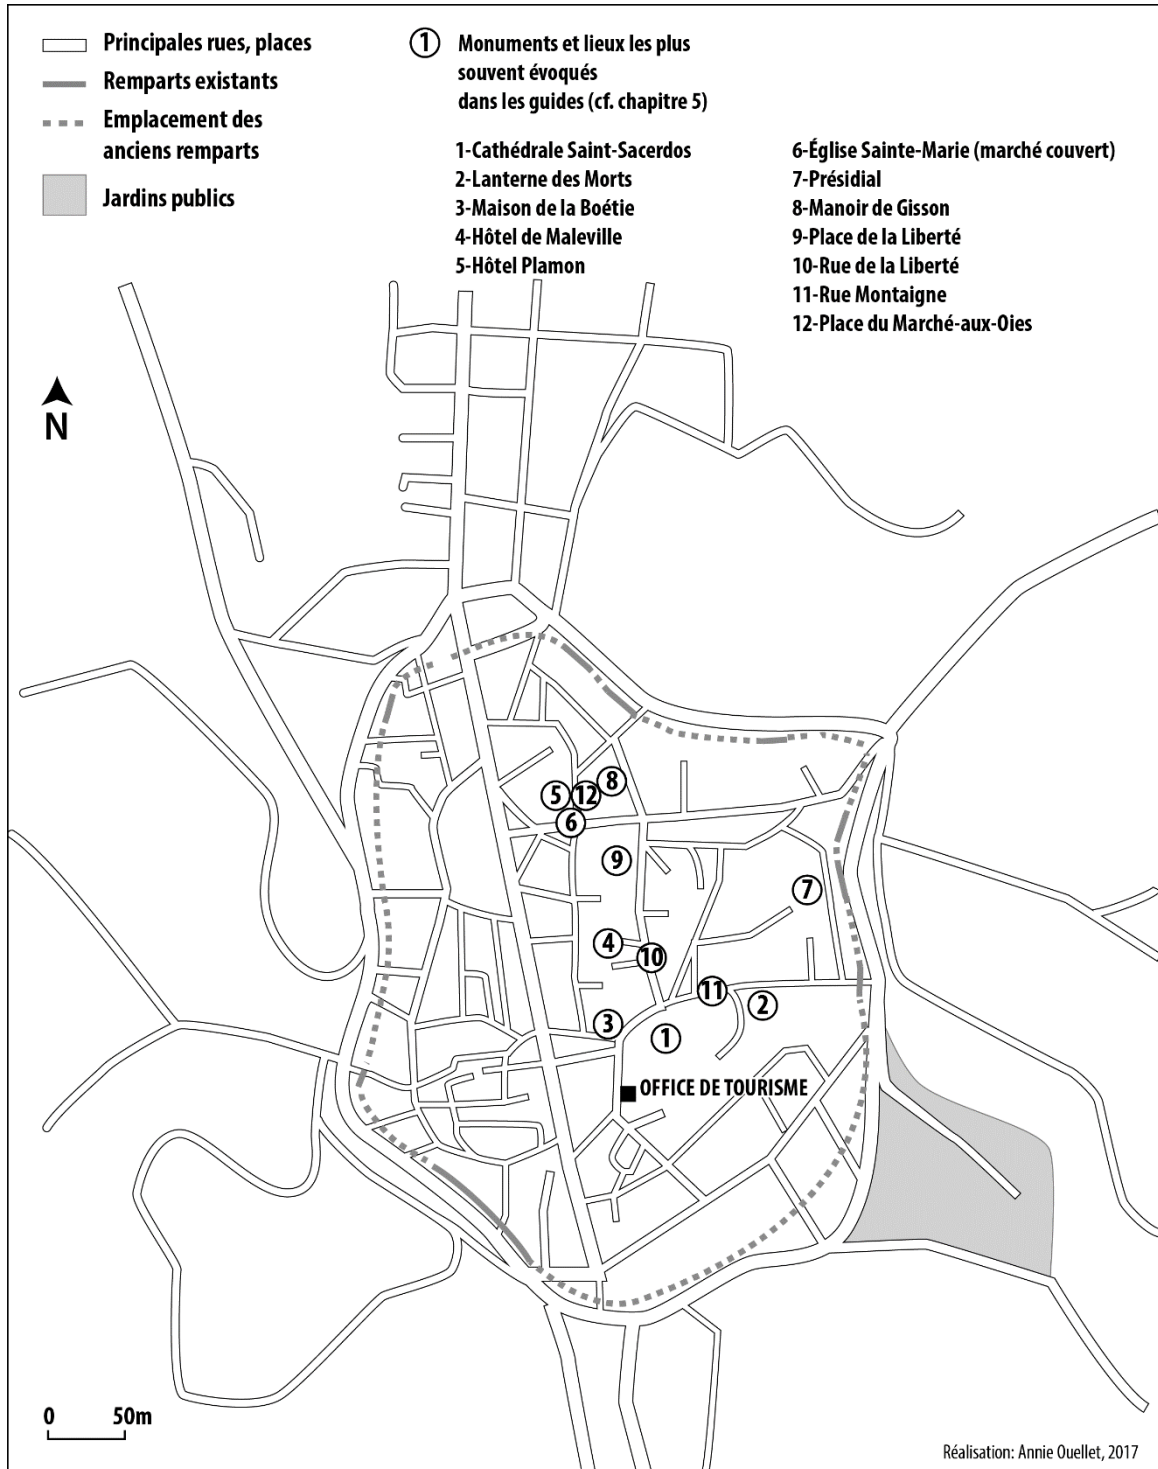 Principales rues, places
Remparts existants
Emplacement des
anciens remparts
Jardins publics
1 Monuments et lieux les plus
souvent évoqués
dans les guides (cf. chapitre 5)
1-Cathédrale Saint-Sacerdos
2-Lanterne des Morts
3-Maison de la Boétie
4-Hôtel de Maleville
5-Hôtel Plamon
6-Église Sainte-Marie (marché couvert)
7-Présidial
8-Manoir de Gisson
9-Place de la Liberté
10-Rue de la Liberté
11-Rue Montaigne
12-Place du Marché-aux-Oies
N
8
5
12
6
9
7
4
10
11
2
3
1
OFFICE DE TOURISME
0 50m
Réalisation: Annie Ouellet, 2017